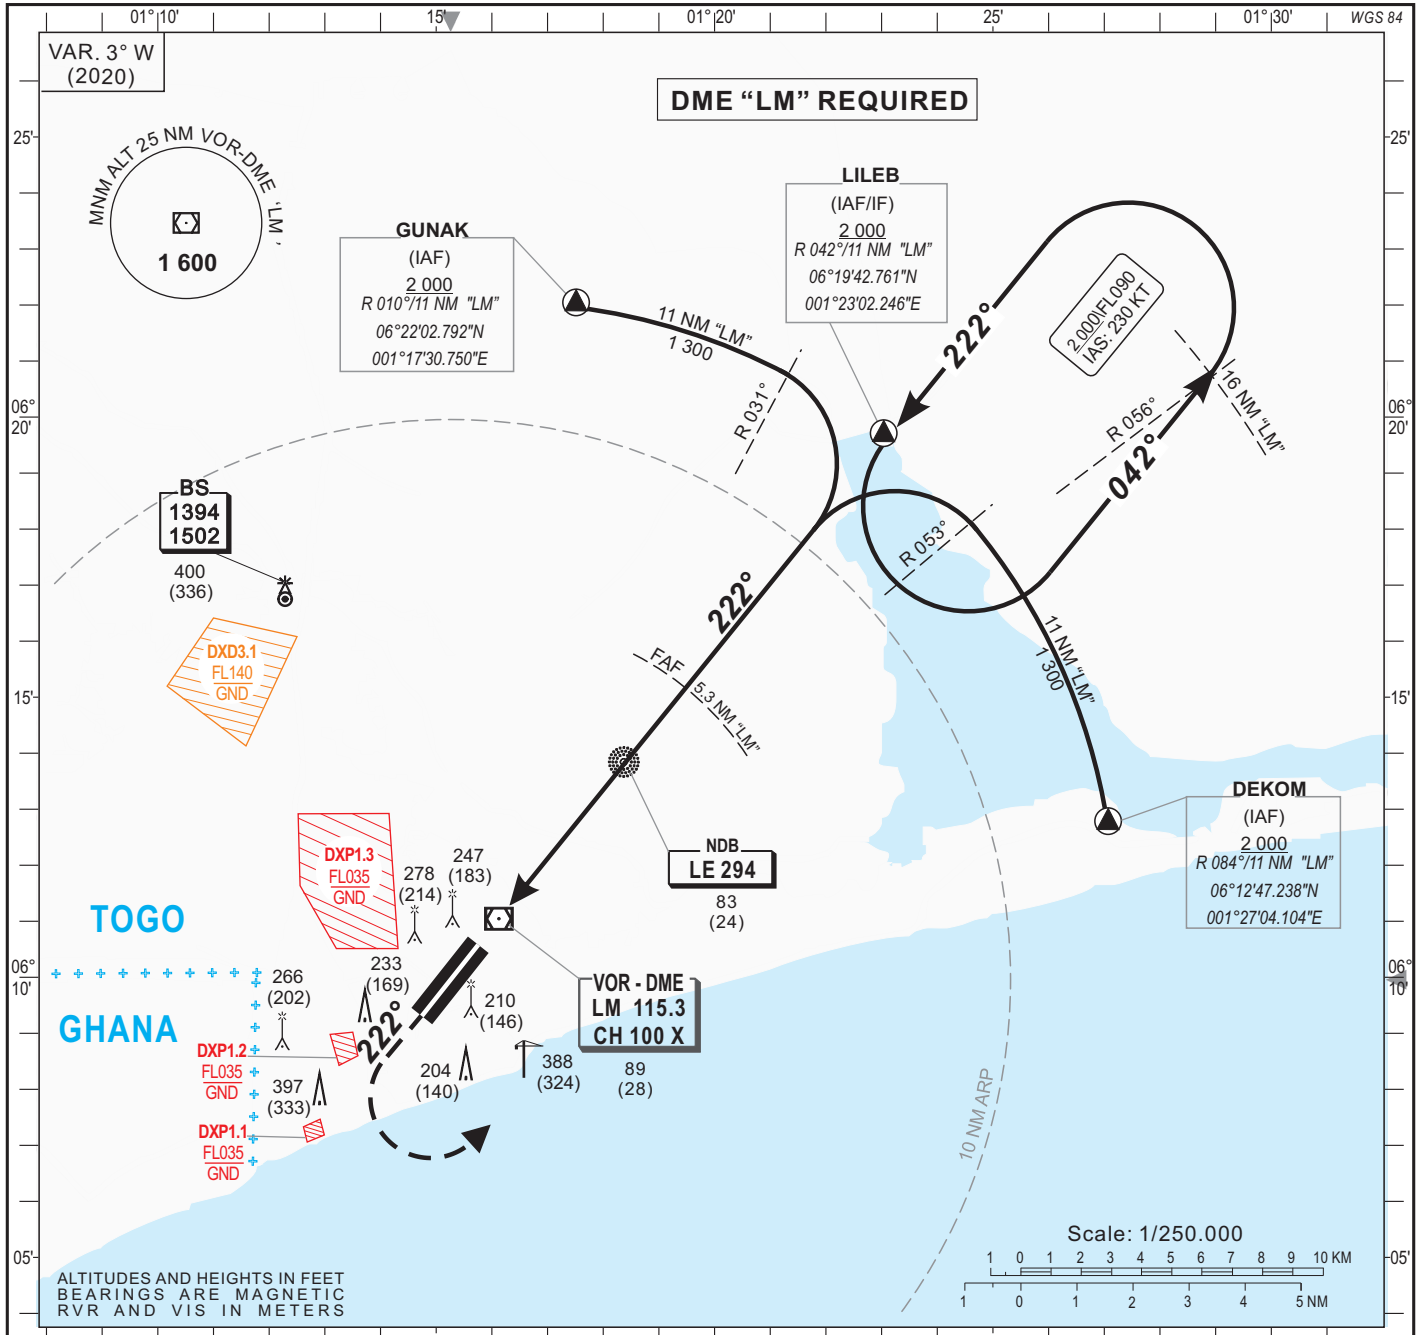 01°10'
15'
01°20'
25'
01°30'
WGS 84
VAR. 3° W
(2020)
DME “LM” REQUIRED
25'
25'
MNM ALT 25 NM VOR-DME ‘LM’
1 600
LILEB
(IAF/IF)
2 000
R 042°/11 NM "LM"
06°19'42.761"N
001°23'02.246"E
GUNAK
(IAF)
2 000
R 010°/11 NM "LM"
06°22'02.792"N
001°17'30.750"E
11 NM “LM”
1 300
222°
2 000|FL090
IAS: 230 KT
R 031°
16 NM “LM”
R 056°
042°
06°
20'
06°
20'
BS
1394
1502
400
(336)
R 053°
222°
11 NM “LM”
1 300
DXD3.1
FL140
GND
FAF
5.3 NM “LM”
15'
15'
DEKOM
(IAF)
2 000
R 084°/11 NM "LM"
06°12'47.238"N
001°27'04.104"E
NDB
LE 294
83
(24)
DXP1.3
FL035
GND
278
(214)
247
(183)
TOGO
06°
10'
06°
10'
GHANA
266
(202)
233
(169)
210
(146)
VOR - DME
LM 115.3
CH 100 X
89
(28)
222°
DXP1.2
FL035
GND
397
(333)
204
(140)
388
(324)
DXP1.1
FL035
GND
10 NM ARP
05'
05'
Scale: 1/250.000
1 0 1 2 3 4 5 6 7 8 9 10 KM
1 0 1 2 3 4 5 NM
ALTITUDES AND HEIGHTS IN FEET
BEARINGS ARE MAGNETIC
RVR AND VIS IN METERS